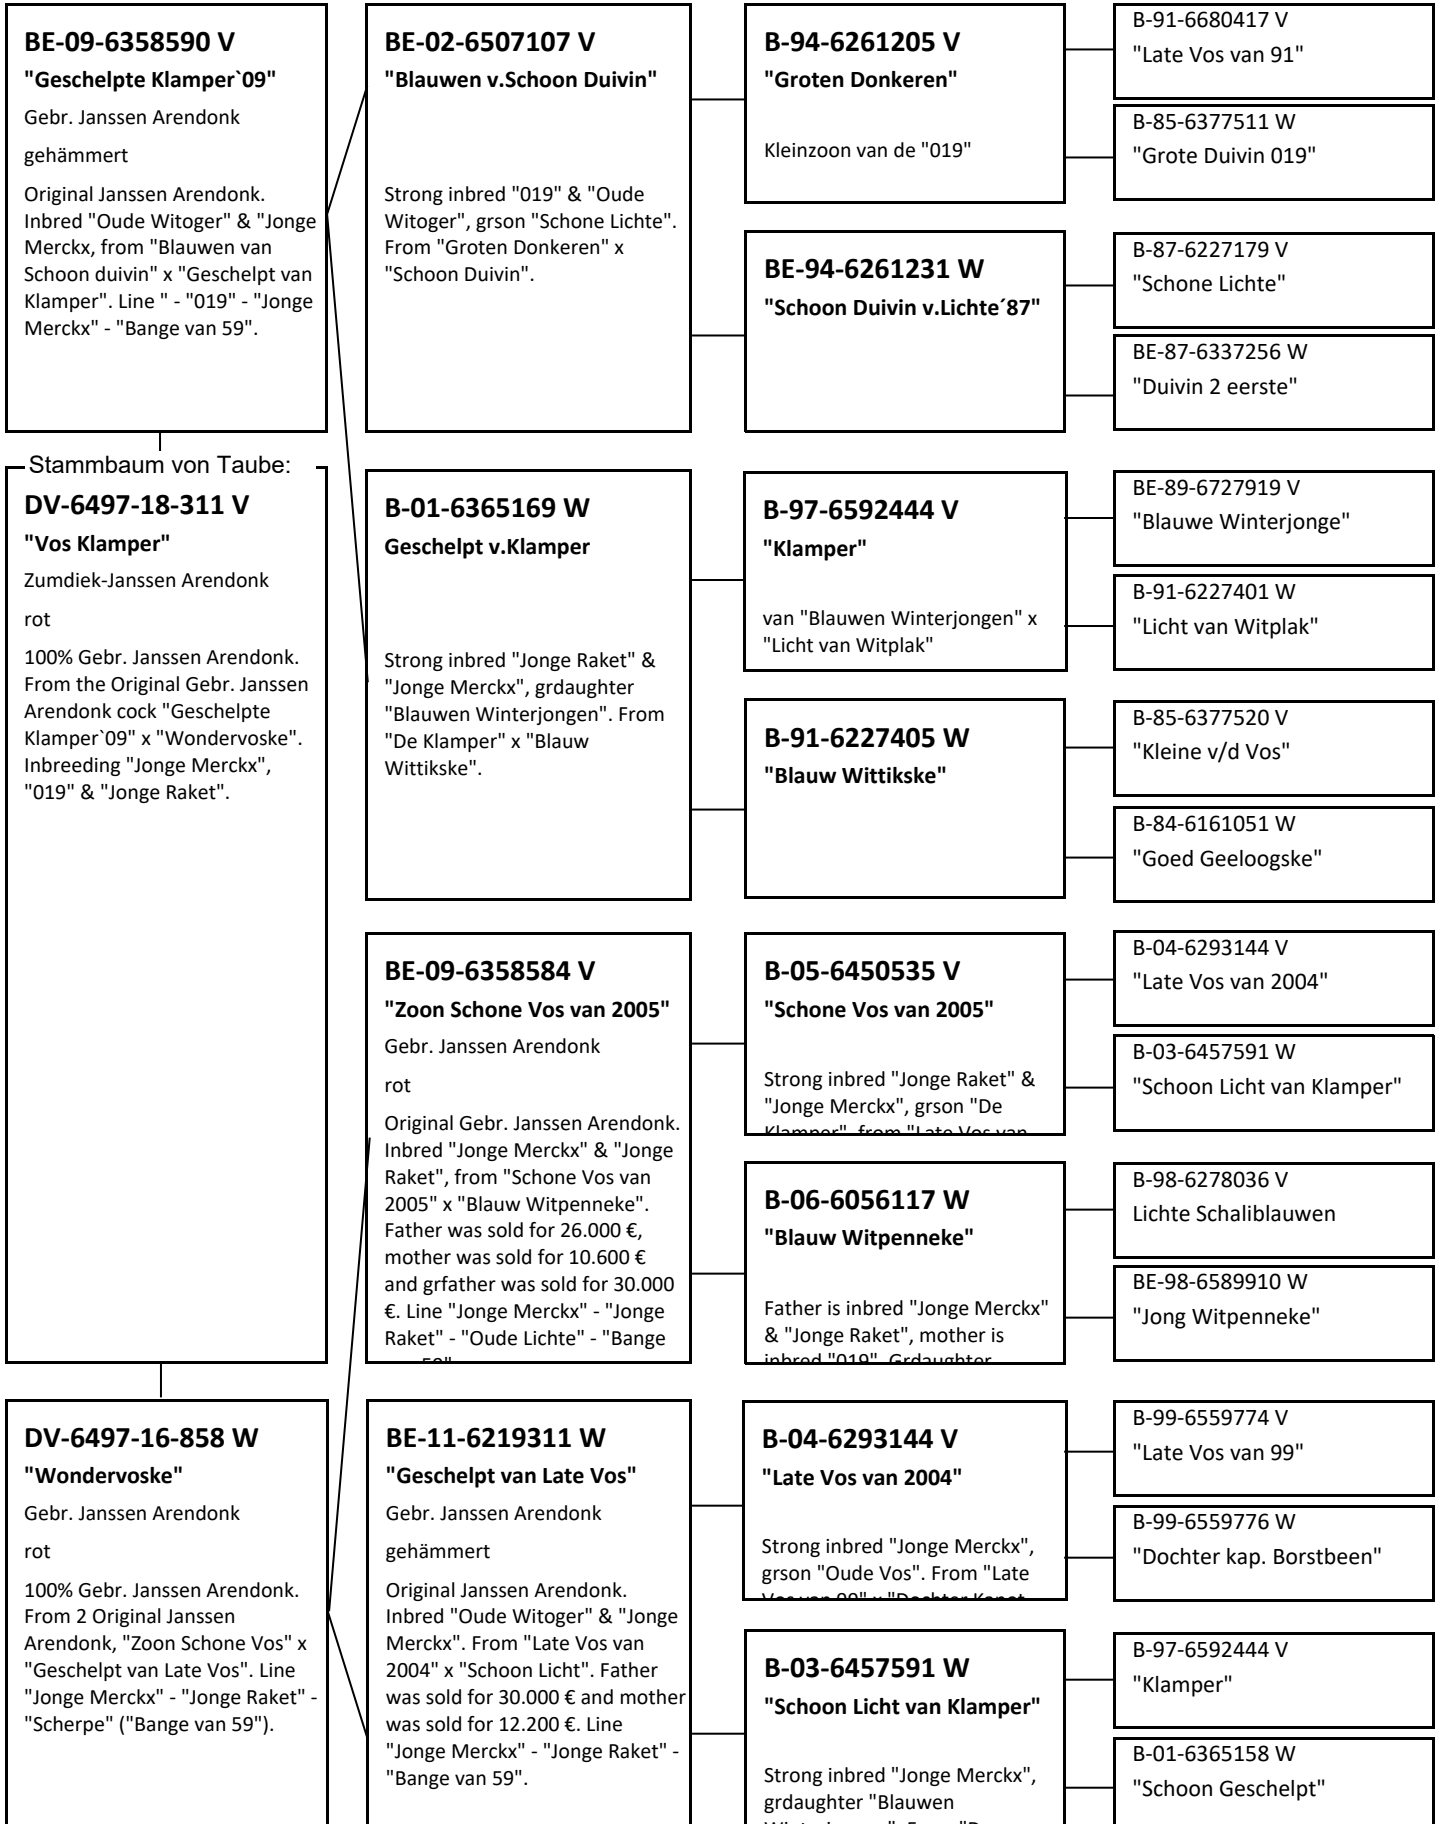 BE-09-6358590 V
"Geschelpte Klamper`09"
Gebr. Janssen Arendonk
gehämmert
Original Janssen Arendonk.
Inbred "Oude Witoger" & "Jonge
Merckx, from "Blauwen van
Schoon duivin" x "Geschelpt van
Klamper". Line " - "019" - "Jonge
Merckx" - "Bange van 59".
Stammbaum von Taube:
DV-6497-18-311 V
"Vos Klamper"
Zumdiek-Janssen Arendonk
rot
100% Gebr. Janssen Arendonk.
From the Original Gebr. Janssen
Arendonk cock "Geschelpte
Klamper`09" x "Wondervoske".
Inbreeding "Jonge Merckx",
"019" & "Jonge Raket".
DV-6497-16-858 W
"Wondervoske"
Gebr. Janssen Arendonk
rot
100% Gebr. Janssen Arendonk.
From 2 Original Janssen
Arendonk, "Zoon Schone Vos" x
"Geschelpt van Late Vos". Line
"Jonge Merckx" - "Jonge Raket" -
"Scherpe" ("Bange van 59").
BE-02-6507107 V
"Blauwen v.Schoon Duivin"
Strong inbred "019" & "Oude
Witoger", grson "Schone Lichte".
From "Groten Donkeren" x
"Schoon Duivin".
B-01-6365169 W
Geschelpt v.Klamper
Strong inbred "Jonge Raket" &
"Jonge Merckx", grdaughter
"Blauwen Winterjongen". From
"De Klamper" x "Blauw
Wittikske".
BE-09-6358584 V
"Zoon Schone Vos van 2005"
Gebr. Janssen Arendonk
rot
Original Gebr. Janssen Arendonk.
Inbred "Jonge Merckx" & "Jonge
Raket", from "Schone Vos van
2005" x "Blauw Witpenneke".
Father was sold for 26.000 €,
mother was sold for 10.600 €
and grfather was sold for 30.000
€. Line "Jonge Merckx" - "Jonge
Raket" - "Oude Lichte" - "Bange
BE-11-6219311 W
"Geschelpt van Late Vos"
Gebr. Janssen Arendonk
gehämmert
Original Janssen Arendonk.
Inbred "Oude Witoger" & "Jonge
Merckx". From "Late Vos van
2004" x "Schoon Licht". Father
was sold for 30.000 € and mother
was sold for 12.200 €. Line
"Jonge Merckx" - "Jonge Raket" -
"Bange van 59".
B-94-6261205 V
"Groten Donkeren"
Kleinzoon van de "019"
BE-94-6261231 W
"Schoon Duivin v.Lichte´87"
B-97-6592444 V
"Klamper"
van "Blauwen Winterjongen" x
"Licht van Witplak"
B-91-6227405 W
"Blauw Wittikske"
B-05-6450535 V
"Schone Vos van 2005"
Strong inbred "Jonge Raket" &
"Jonge Merckx", grson "De
Klamper", from "Late Vos van
B-06-6056117 W
"Blauw Witpenneke"
Father is inbred "Jonge Merckx"
& "Jonge Raket", mother is
inbred "019". Grdaughter
B-04-6293144 V
"Late Vos van 2004"
Strong inbred "Jonge Merckx",
grson "Oude Vos". From "Late
B-03-6457591 W
"Schoon Licht van Klamper"
Strong inbred "Jonge Merckx",
grdaughter "Blauwen
B-91-6680417 V
"Late Vos van 91"
B-85-6377511 W
"Grote Duivin 019"
B-87-6227179 V
"Schone Lichte"
BE-87-6337256 W
"Duivin 2 eerste"
BE-89-6727919 V
"Blauwe Winterjonge"
B-91-6227401 W
"Licht van Witplak"
B-85-6377520 V
"Kleine v/d Vos"
B-84-6161051 W
"Goed Geeloogske"
B-04-6293144 V
"Late Vos van 2004"
B-03-6457591 W
"Schoon Licht van Klamper"
B-98-6278036 V
Lichte Schaliblauwen
BE-98-6589910 W
"Jong Witpenneke"
B-99-6559774 V
"Late Vos van 99"
B-99-6559776 W
"Dochter kap. Borstbeen"
B-97-6592444 V
"Klamper"
B-01-6365158 W
"Schoon Geschelpt"